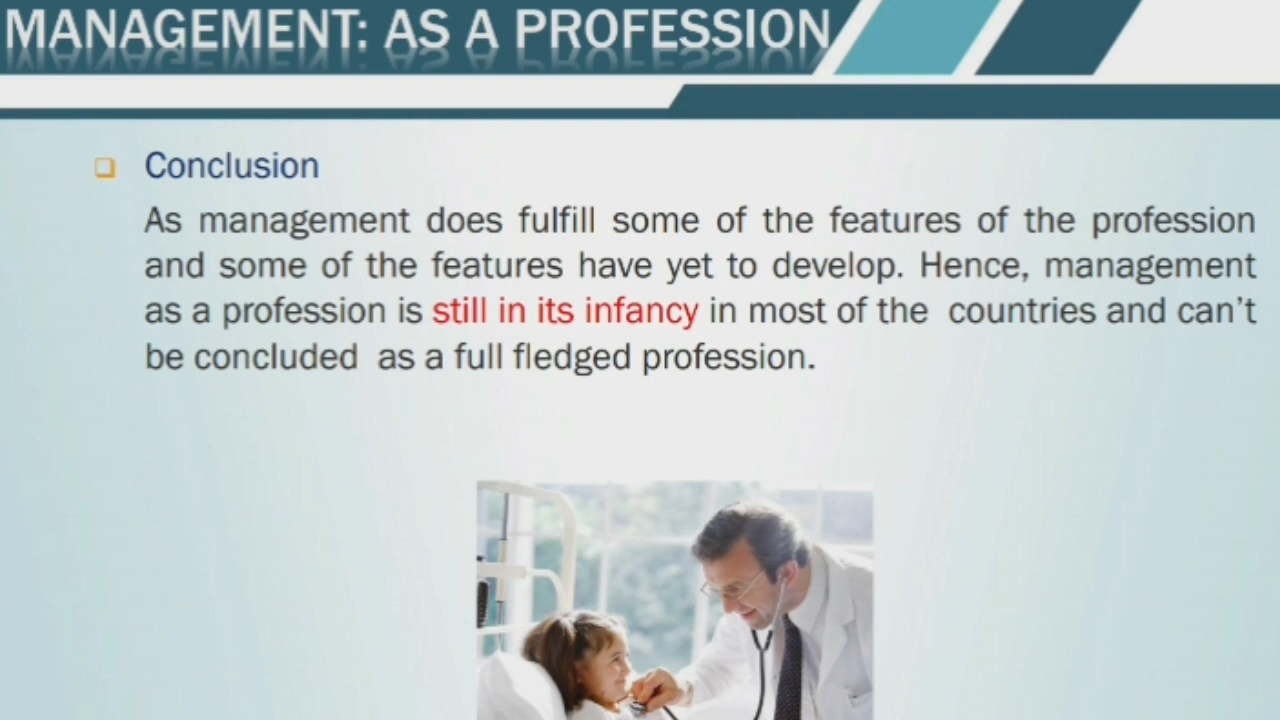 MANAGEMENT: AS A PROFESSION
Conclusion
As management does fulfill some of the features of the profession
and some of the features have yet to develop. Hence, management
as a profession is still in its infancy in most of the countries and can't
be concluded as a full fledged profession.